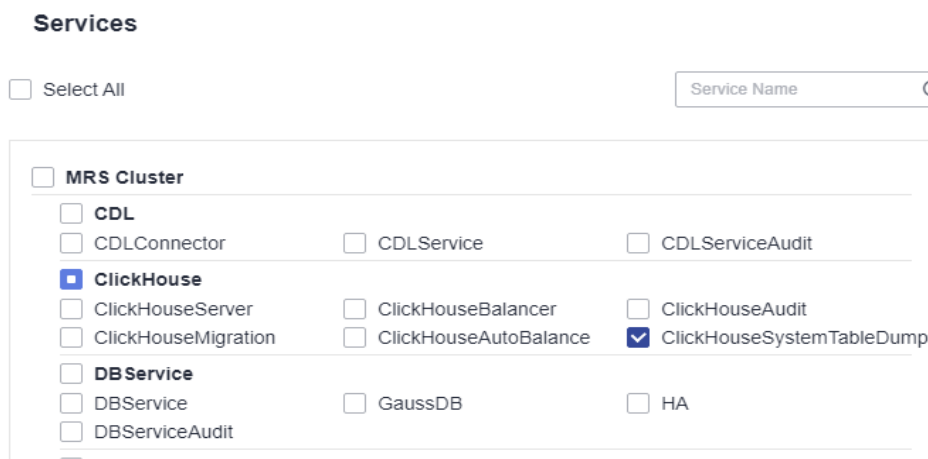 Services
Select All Service Name
MRS Cluster
CDL
CDLConnector CDLService CDLServiceAudit
ClickHouse
ClickHouseServer ClickHouseBalancer ClickHouseAudit
ClickHouseMigration ClickHouseAutoBalance ClickHouseSystemTableDump
DBService
DBService GaussDB HA
DBServiceAudit